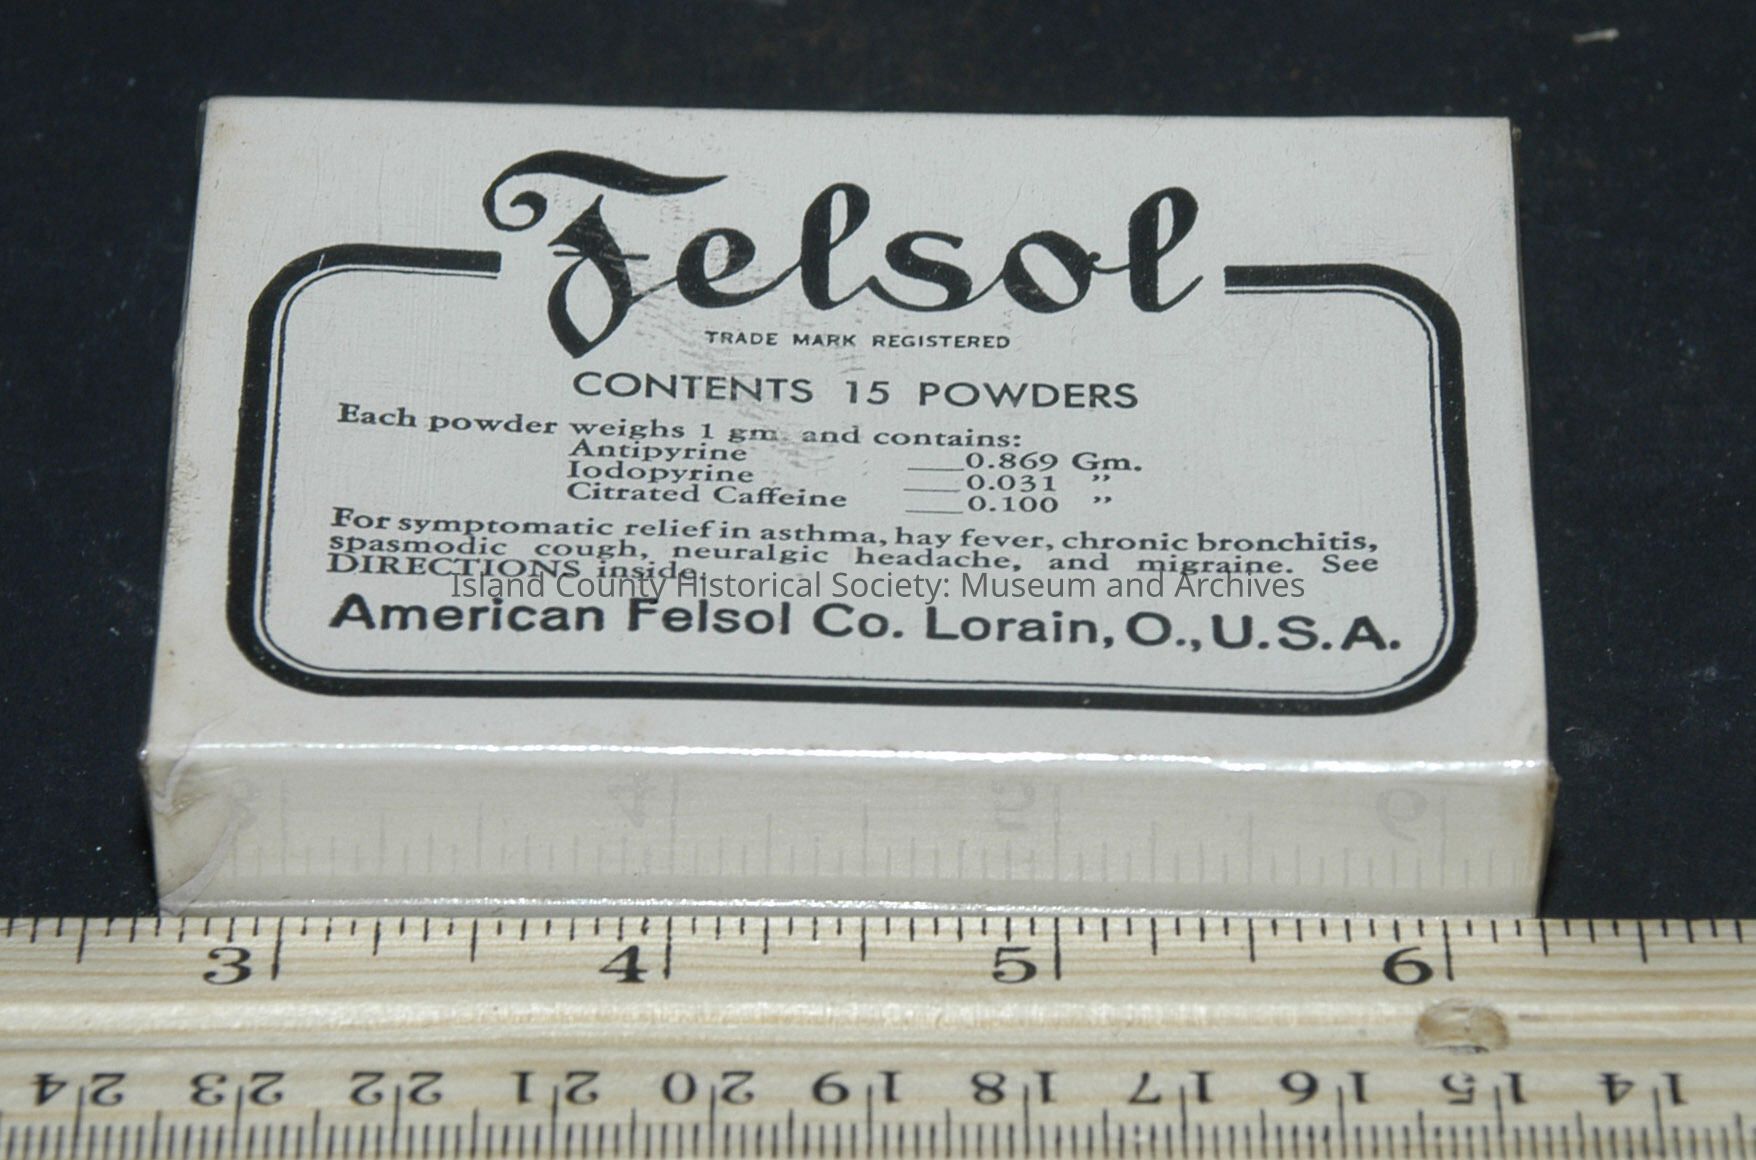 Felsol
TRADE MARK REGISTERED
CONTENTS 15 POWDERS
Each powder weighs 1 gm. and contains:
Antipyrine ___0.869 Gm.
Iodopyrine ___0.031 ”
Citrated Caffeine ___0.100 ”
For symptomatic relief in asthma, hay fever, chronic bronchitis,
spasmodic cough, neuralgic headache, and migraine. See
DIRECTIONS inside.
Island County Historical Society: Museum and Archives
American Felsol Co. Lorain, O., U.S.A.
3 4 5 6
24 23 22 21 20 19 18 17 16 15 14